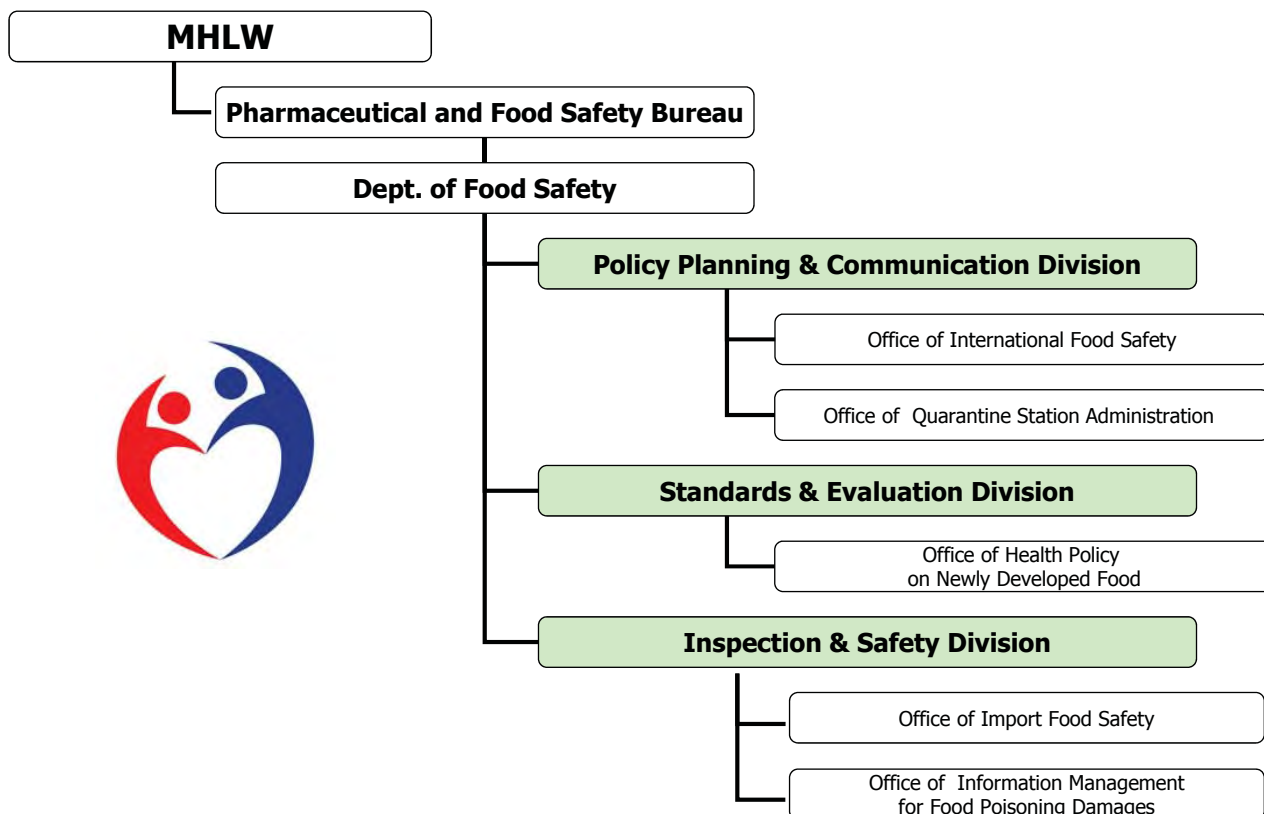 MHLW
Pharmaceutical and Food Safety Bureau
Dept. of Food Safety
Policy Planning & Communication Division
Office of International Food Safety
Office of Quarantine Station Administration
Standards & Evaluation Division
Office of Health Policy
on Newly Developed Food
Inspection & Safety Division
Office of Import Food Safety
Office of Information Management
for Food Poisoning Damages